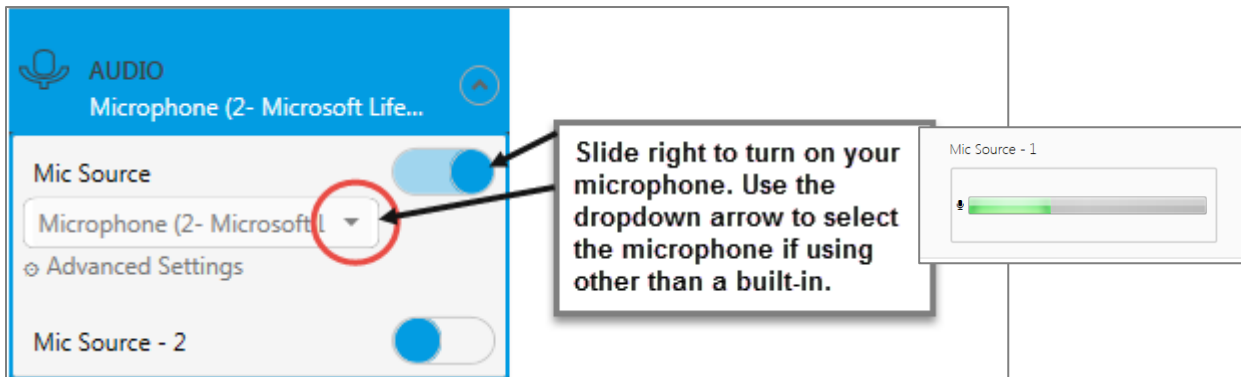 AUDIO
Microphone (2- Microsoft Life...
Mic Source
Microphone (2- Microsoft L
Advanced Settings
Mic Source - 2
Slide right to turn on your
microphone. Use the
dropdown arrow to select
the microphone if using
other than a built-in.
Mic Source - 1